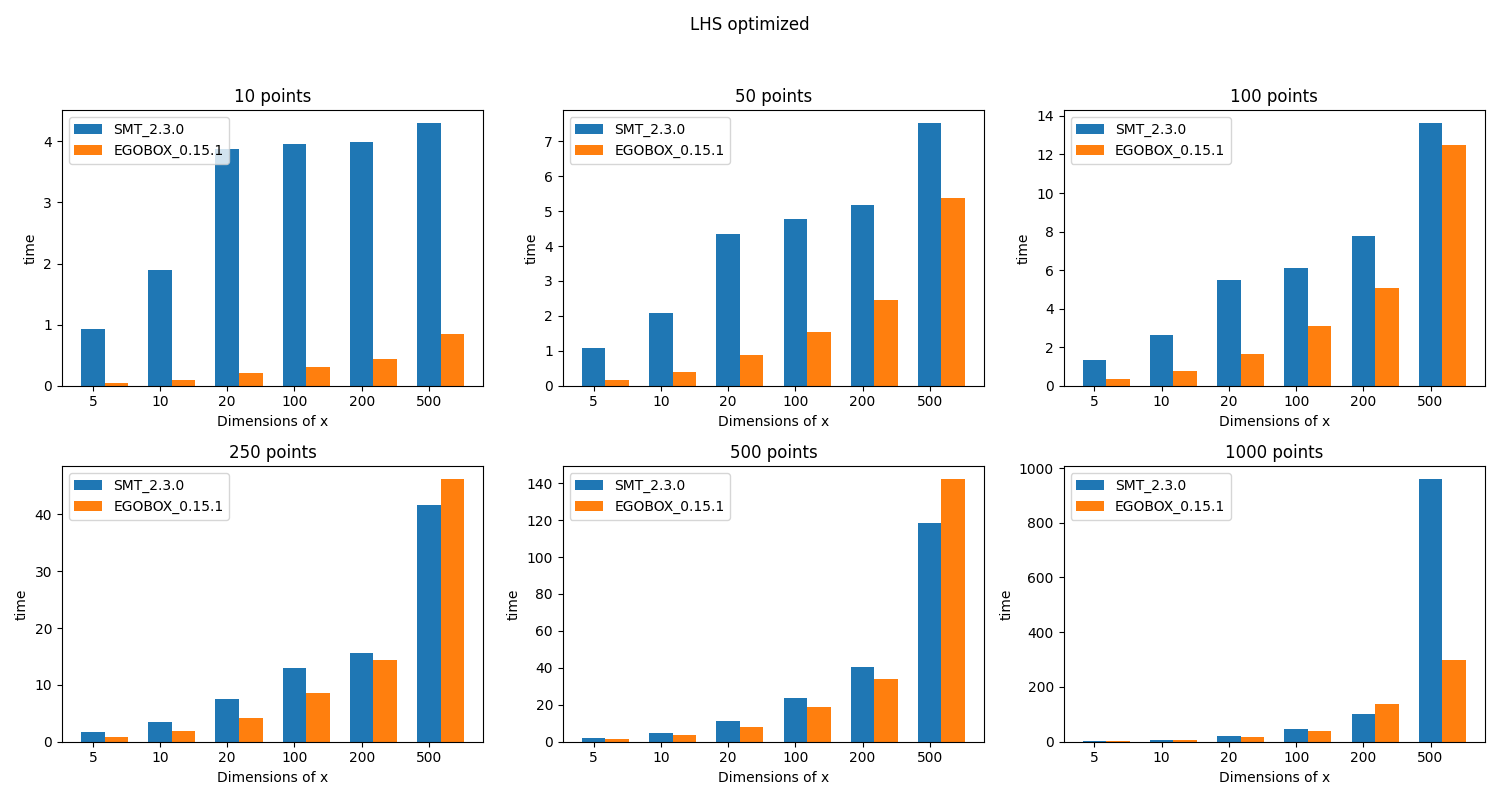 LHS optimized
10 points
SMT_2.3.0
EGOBOX_0.15.1
4
3
2
1
0
time
5 10 20 100 200 500
Dimensions of x
50 points
SMT_2.3.0
EGOBOX_0.15.1
7
6
5
4
3
2
1
0
time
5 10 20 100 200 500
Dimensions of x
100 points
SMT_2.3.0
EGOBOX_0.15.1
14
12
10
8
6
4
2
0
time
5 10 20 100 200 500
Dimensions of x
250 points
SMT_2.3.0
EGOBOX_0.15.1
40
30
20
10
0
time
5 10 20 100 200 500
Dimensions of x
500 points
SMT_2.3.0
EGOBOX_0.15.1
140
120
100
80
60
40
20
0
time
5 10 20 100 200 500
Dimensions of x
1000 points
SMT_2.3.0
EGOBOX_0.15.1
1000
800
600
400
200
0
time
5 10 20 100 200 500
Dimensions of x